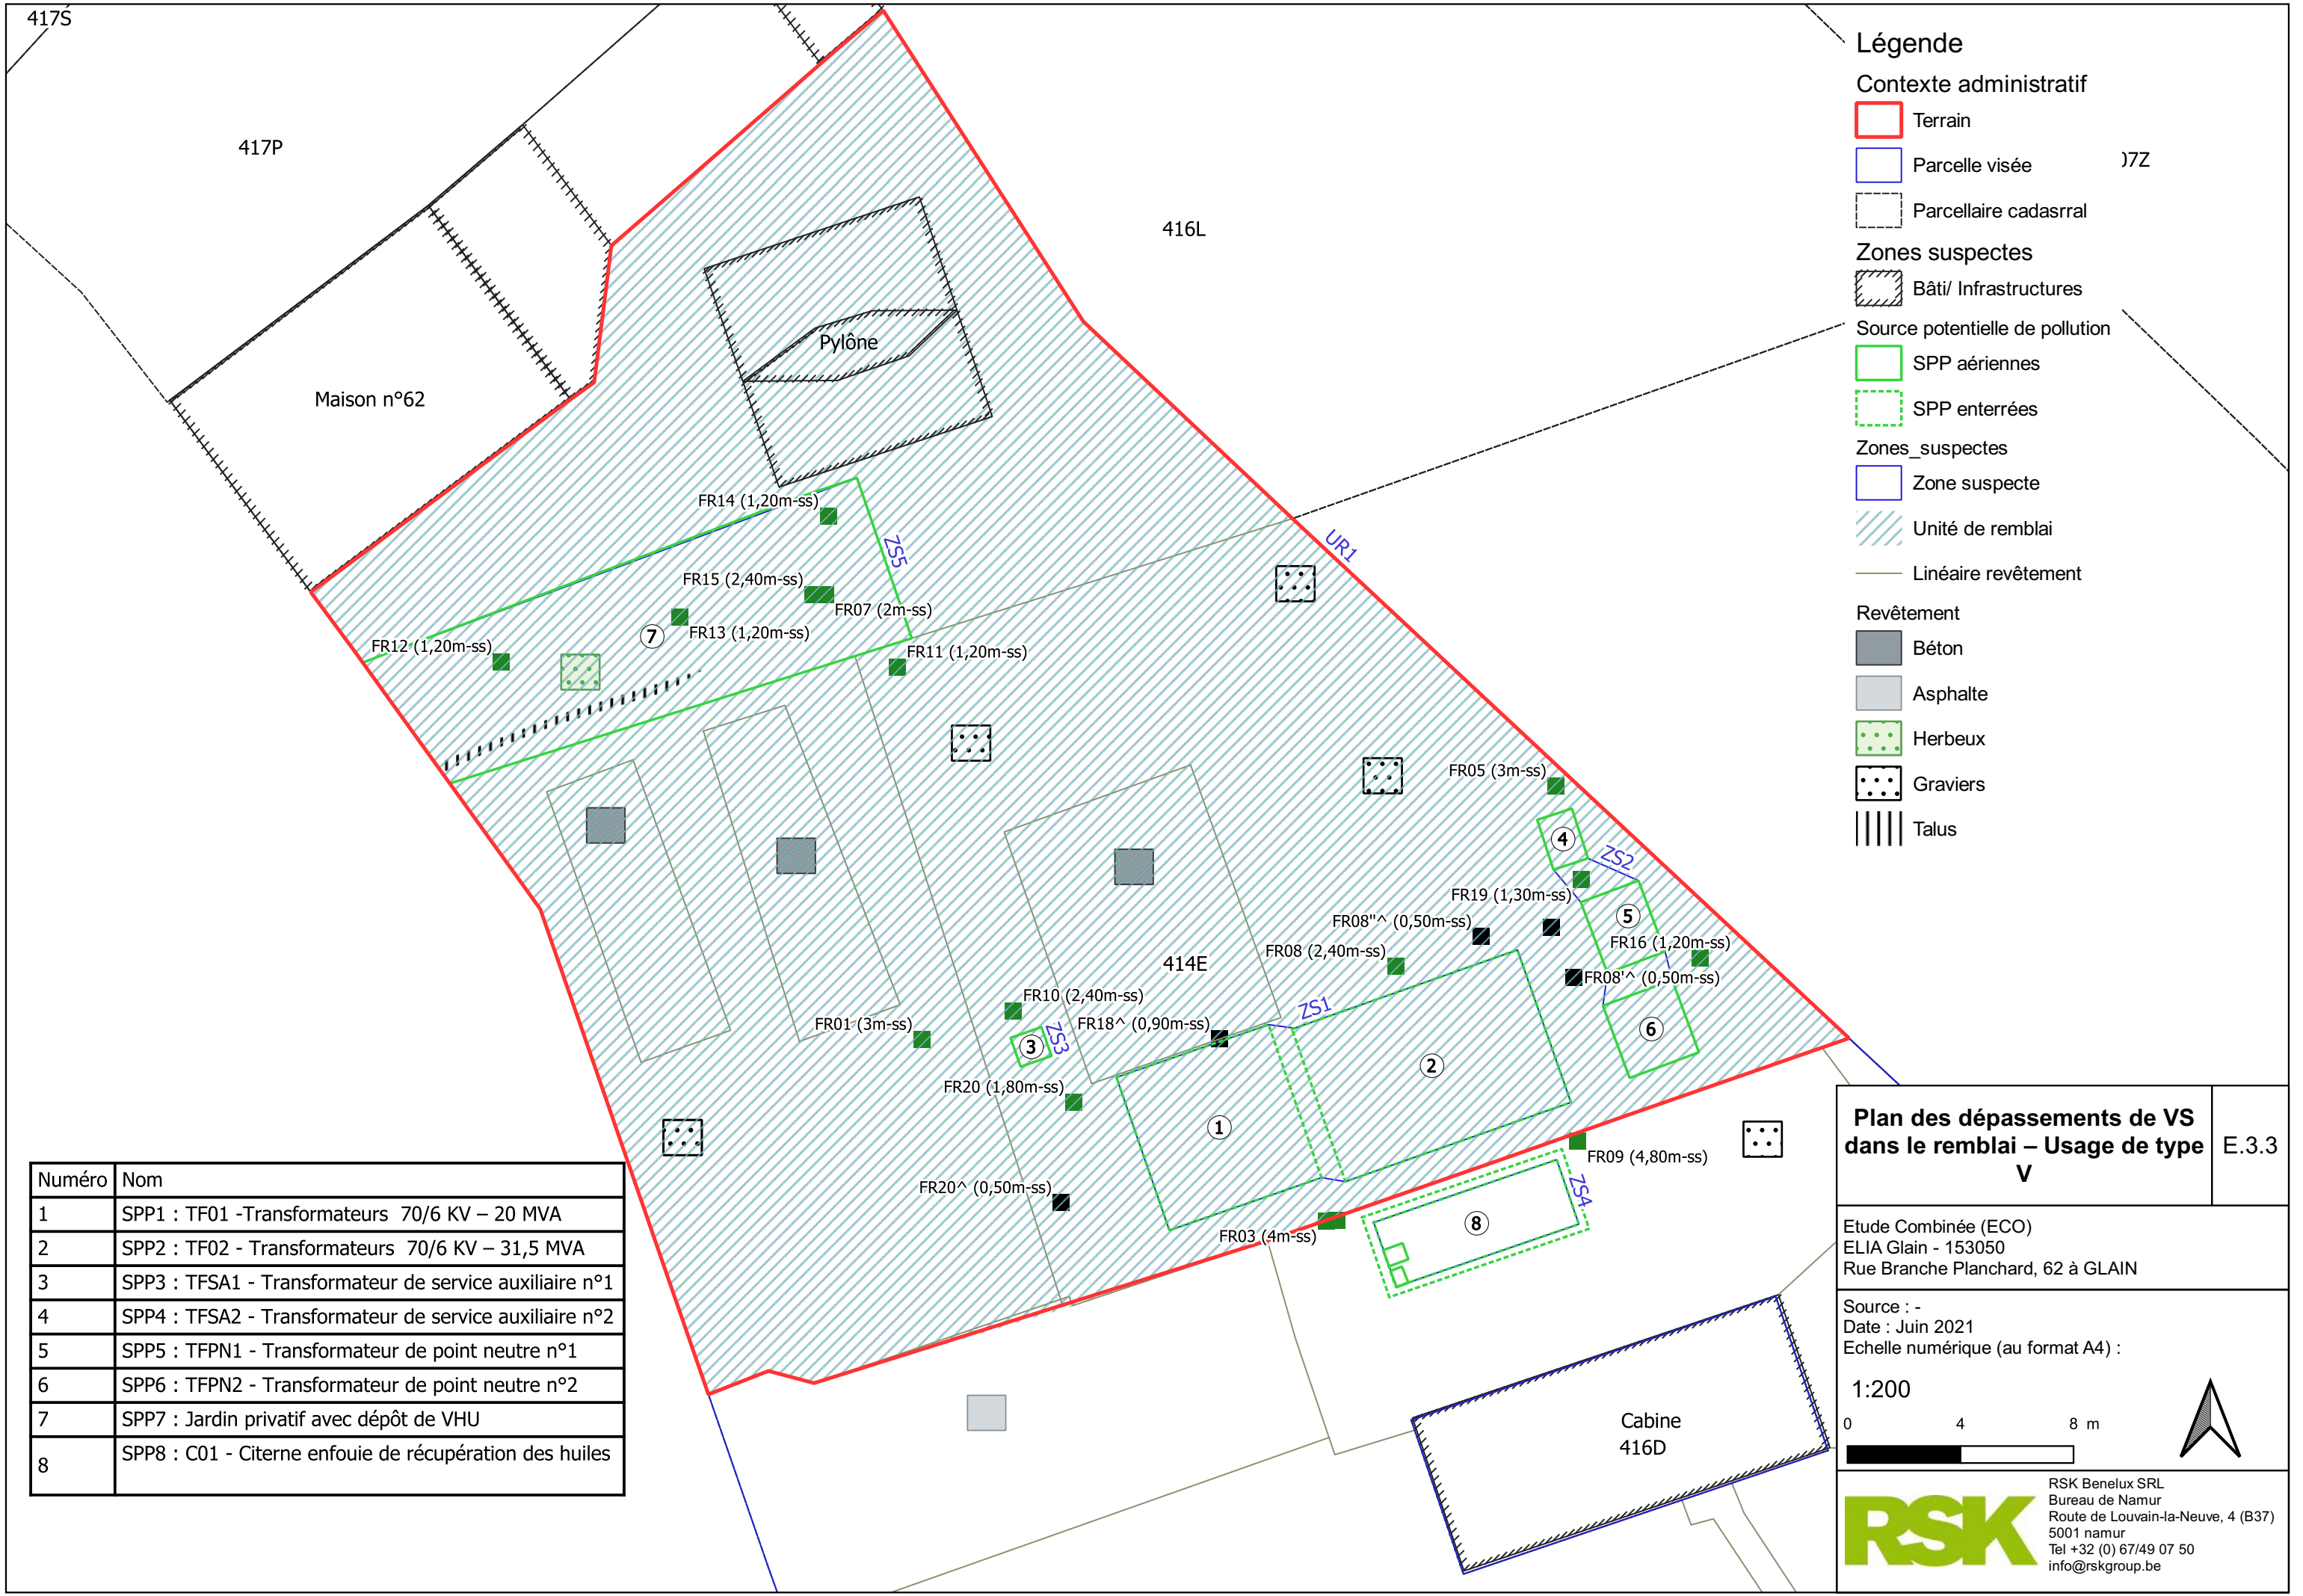 417S
417P
Maison n°62
416L
Pylône
)7Z
Légende
Contexte administratif
Terrain
Parcelle visée
Parcellaire cadasrral
Zones suspectes
Bâti/ Infrastructures
Source potentielle de pollution
SPP aériennes
SPP enterrées
Zones_suspectes
Zone suspecte
Unité de remblai
Linéaire revêtement
Revêtement
Béton
Asphalte
Herbeux
Graviers
Talus
FR14 (1,20m-ss)
ZS5
UR1
FR15 (2,40m-ss)
FR07 (2m-ss)
FR13 (1,20m-ss)
7
FR12 (1,20m-ss)
FR11 (1,20m-ss)
FR05 (3m-ss)
4
ZS2
FR19 (1,30m-ss)
5
FR08"^ (0,50m-ss)
FR16 (1,20m-ss)
FR08 (2,40m-ss)
414E
FR08'^ (0,50m-ss)
FR10 (2,40m-ss)
ZS1
FR01 (3m-ss)
FR18^ (0,90m-ss)
ZS3
3
6
2
FR20 (1,80m-ss)
1
FR09 (4,80m-ss)
FR20^ (0,50m-ss)
ZS4
8
FR03 (4m-ss)
Cabine
416D
Numéro Nom
1 SPP1 : TF01 -Transformateurs 70/6 KV – 20 MVA
2 SPP2 : TF02 - Transformateurs 70/6 KV – 31,5 MVA
3 SPP3 : TFSA1 - Transformateur de service auxiliaire n°1
4 SPP4 : TFSA2 - Transformateur de service auxiliaire n°2
5 SPP5 : TFPN1 - Transformateur de point neutre n°1
6 SPP6 : TFPN2 - Transformateur de point neutre n°2
7 SPP7 : Jardin privatif avec dépôt de VHU
8 SPP8 : C01 - Citerne enfouie de récupération des huiles
Plan des dépassements de VS
dans le remblai – Usage de type
V
E.3.3
Etude Combinée (ECO)
ELIA Glain - 153050
Rue Branche Planchard, 62 à GLAIN
Source : -
Date : Juin 2021
Echelle numérique (au format A4) :
1:200
0 4 8 m
RSK
RSK Benelux SRL
Bureau de Namur
Route de Louvain-la-Neuve, 4 (B37)
5001 namur
Tel +32 (0) 67/49 07 50
info@rskgroup.be